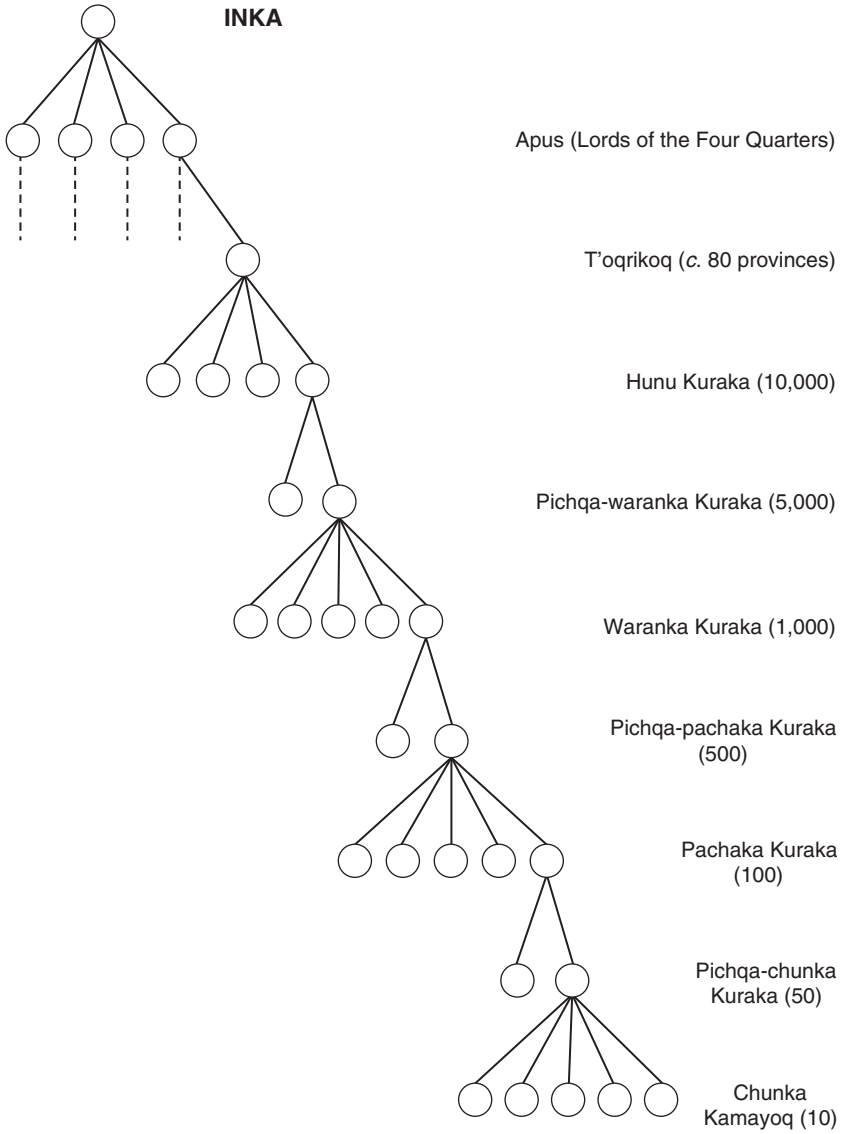 INKA
Apus (Lords of the Four Quarters)
T'oqrikoq (c. 80 provinces)
Hunu Kuraka (10,000)
Pichqa-waranka Kuraka (5,000)
Waranka Kuraka (1,000)
Pichqa-pachaka Kuraka
(500)
Pachaka Kuraka
(100)
Pichqa-chunka
Kuraka (50)
Chunka
Kamayoq (10)